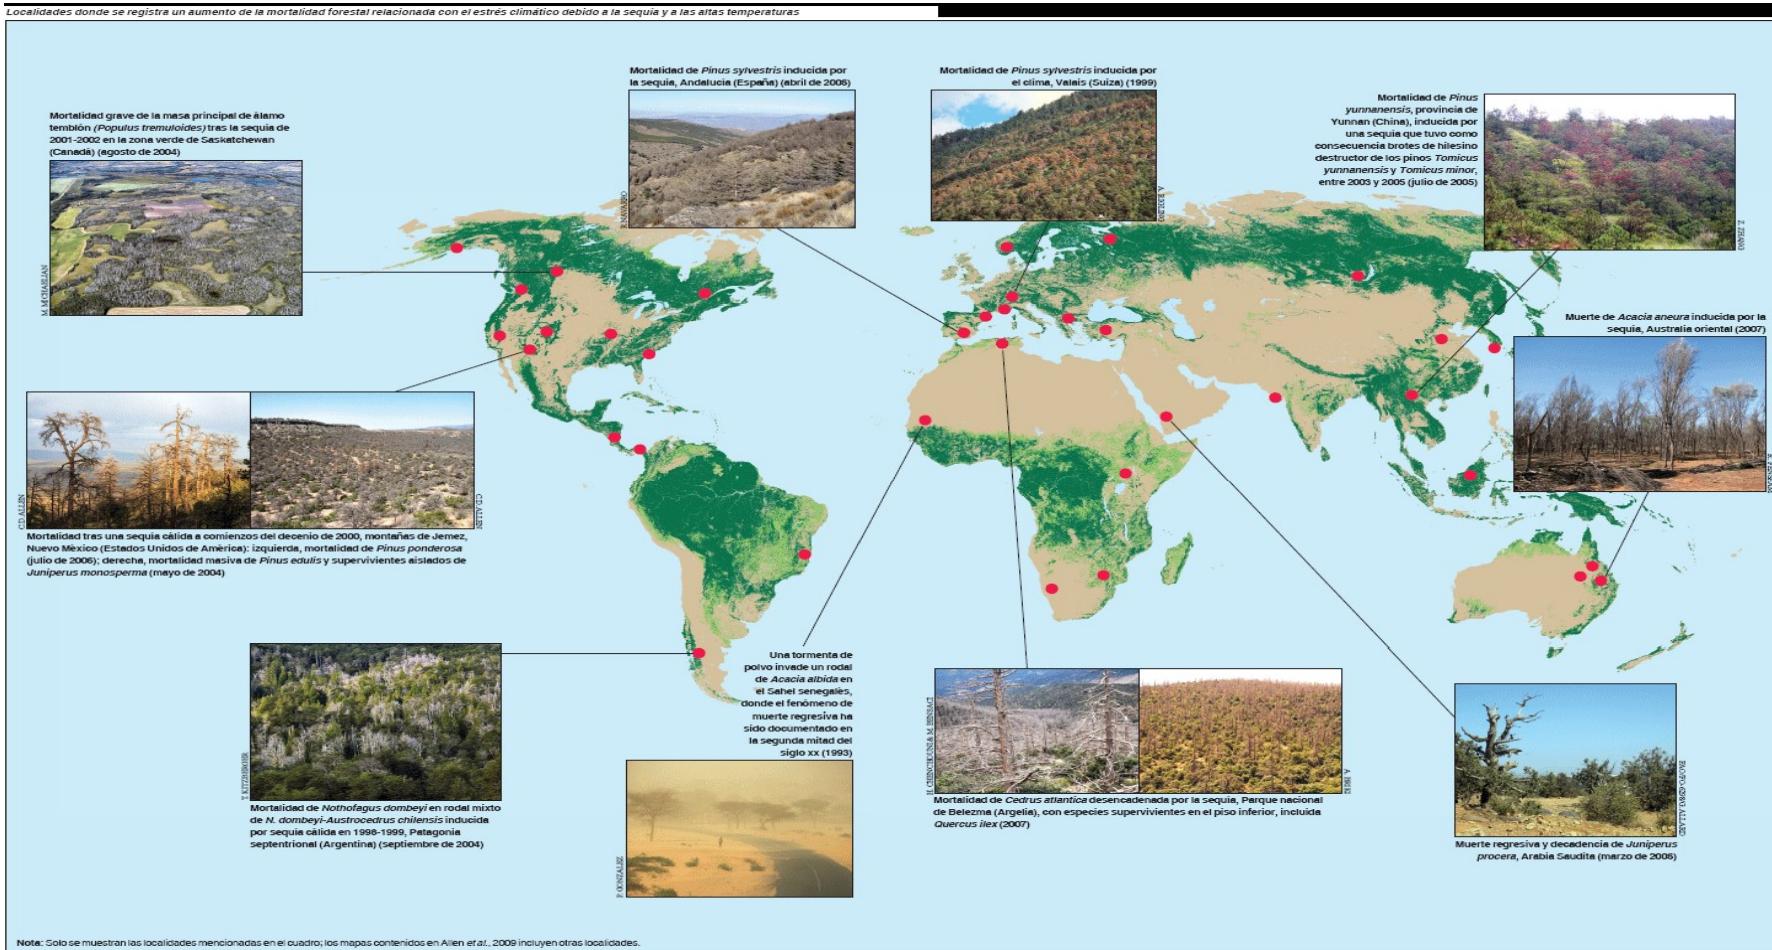 Localidades donde se registra un aumento de la mortalidad forestal relacionada con el estrés climático debido a la sequía y a las altas temperaturas
Mortalidad grave de la masa principal de álamo
temblón (Populus tremuloides) tras la sequía de
2001-2002 en la zona verde de Saskatchewan
(Canadá) (agosto de 2004)
M. MICHAELIAN
Mortalidad de Pinus sylvestris inducida por
la sequía, Andalucía (España) (abril de 2006)
R. NAVARRO
Mortalidad de Pinus sylvestris inducida por
el clima, Valais (Suiza) (1999)
Mortalidad de Pinus
yunnanensis, provincia de
Yunnan (China), inducida por
una sequía que tuvo como
consecuencia brotes de hilesino
destructor de los pinos Tomicus
yunnanensis y Tomicus minor,
entre 2003 y 2005 (julio de 2005)
Z. ZHANG
Muerte de Acacia aneura inducida por la
sequía, Australia oriental (2007)
C.D. ALLEN
C.D. ALLEN
Mortalidad tras una sequía cálida a comienzos del decenio de 2000, montañas de Jemez,
Nuevo México (Estados Unidos de América): izquierda, mortalidad de Pinus ponderosa
(julio de 2006); derecha, mortalidad masiva de Pinus edulis y supervivientes aislados de
Juniperus monosperma (mayo de 2004)
T. KITZBERGER
Mortalidad de Nothofagus dombeyi en rodal mixto
de N. dombeyi-Austrocedrus chilensis inducida
por sequía cálida en 1998-1999, Patagonia
septentrional (Argentina) (septiembre de 2004)
Una tormenta de
polvo invade un rodal
de Acacia albida en
el Sahel senegalés,
donde el fenómeno de
muerte regresiva ha
sido documentado en
la segunda mitad del
siglo xx (1993)
P. GONZALEZ
H. CHENCHOUNI & M. BENSACI
Mortalidad de Cedrus atlantica desencadenada por la sequía, Parque nacional
de Belezma (Argelia), con especies supervivientes en el piso inferior, incluida
Quercus ilex (2007)
Muerte regresiva y decadencia de Juniperus
procera, Arabia Saudita (marzo de 2006)
Nota: Solo se muestran las localidades mencionadas en el cuadro; los mapas contenidos en Allen et al., 2009 incluyen otras localidades.